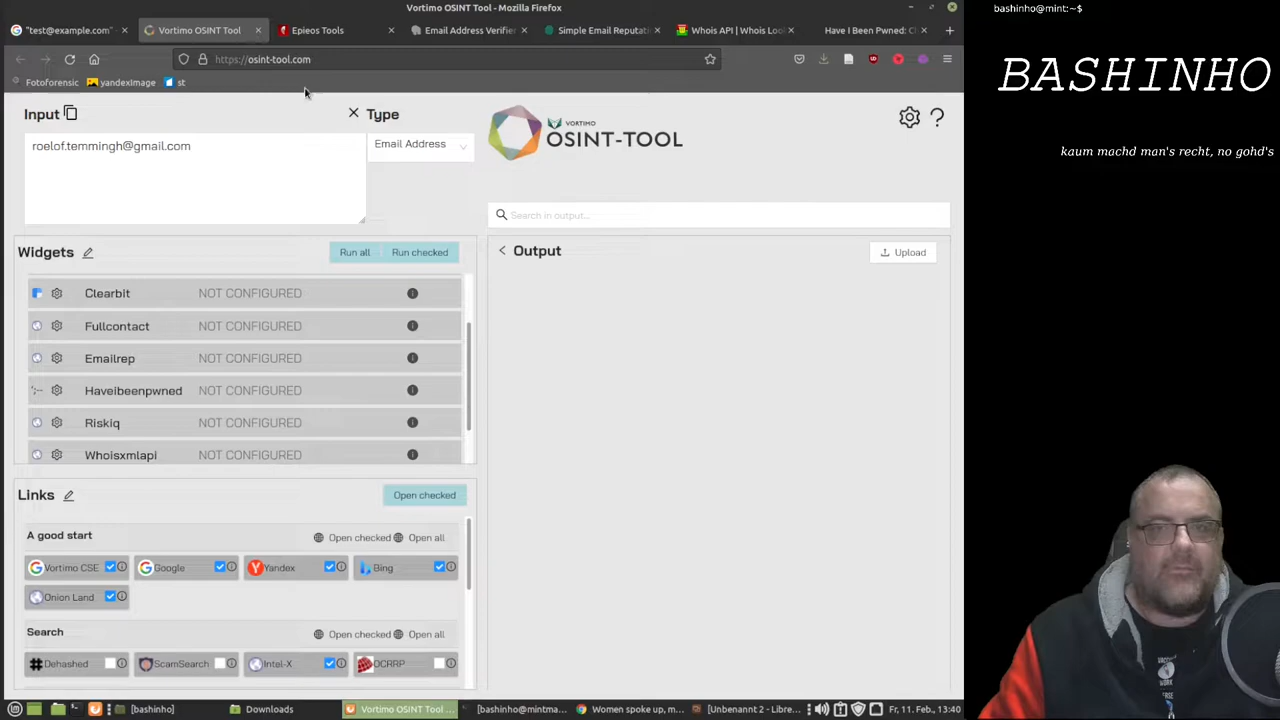 Vortimo OSINT Tool - Mozilla Firefox
bashinho@mint:~$
"test@example.com"
Vortimo OSINT Tool
Epieos Tools
Email Address Verifie
Simple Email Reputati
Whois API | Whois Loo
Have I Been Pwned: C
https://osint-tool.com
Fotoforensic
yandexImage
st
BASHINHO
kaum machd man's recht, no gohd's
Input
Type
roelof.temmingh@gmail.com
Email Address
VORTIMO
OSINT-TOOL
Search in output...
Widgets
Run all
Run checked
Output
Upload
Clearbit NOT CONFIGURED
Fullcontact NOT CONFIGURED
Emailrep NOT CONFIGURED
Haveibeenpwned NOT CONFIGURED
Riskiq NOT CONFIGURED
Whoisxmlapi NOT CONFIGURED
Links
Open checked
A good start
Open checked
Open all
Vortimo CSE
Google
Yandex
Bing
Onion Land
Search
Open checked
Open all
Dehashed
ScamSearch
Intel-X
OCRRP
[bashinho]
Downloads
Vortimo OSINT Tool ...
[bashinho@mintma...
Women spoke up, m...
[Unbenannt 2 - Libre...
Fr, 11. Feb., 13:40